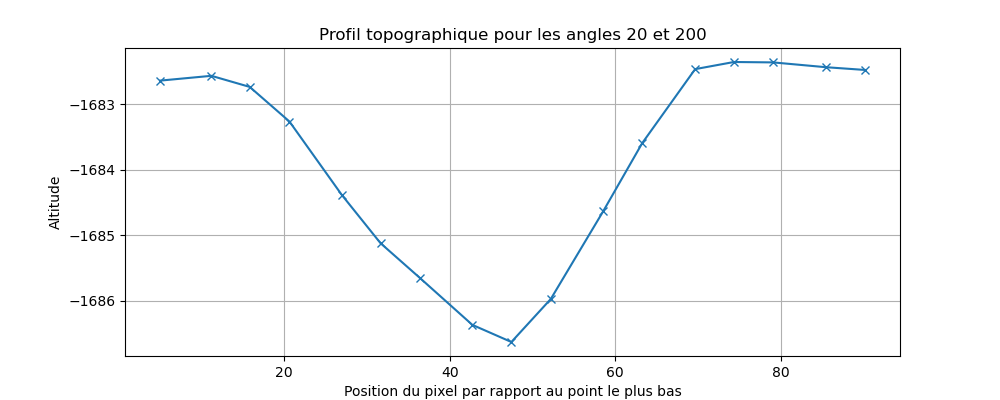 Profil topographique pour les angles 20 et 200
Altitude
−1683
−1684
−1685
−1686
20 40 60 80
Position du pixel par rapport au point le plus bas